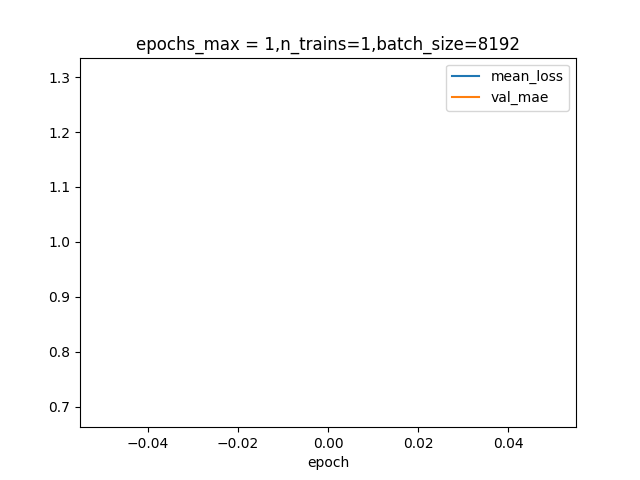 epochs_max = 1,n_trains=1,batch_size=8192
mean_loss
val_mae
1.3
1.2
1.1
1.0
0.9
0.8
0.7
−0.04 −0.02 0.00 0.02 0.04
epoch